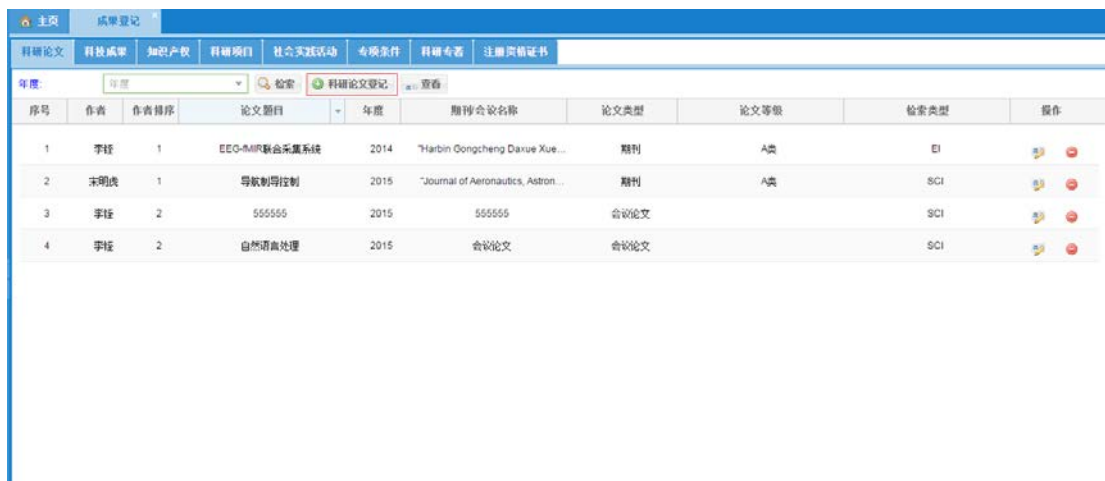 主页 成果登记
科研论文 科技成果 知识产权 科研项目 社会实践活动 专项条件 科研专著 注册资格证书
年度: 年度 检索 科研论文登记 查看
序号 作者 作者排序 论文题目 年度 期刊/会议名称 论文类型 论文等级 检索类型 操作
1 李铚 1 EEG-fMIR联合采集系统 2014 "Harbin Gongcheng Daxue Xue... 期刊 A类 EI
2 宋明虎 1 导航制导控制 2015 "Journal of Aeronautics, Astron... 期刊 A类 SCI
3 李铚 2 555555 2015 555555 会议论文 SCI
4 李铚 2 自然语言处理 2015 会议论文 会议论文 SCI